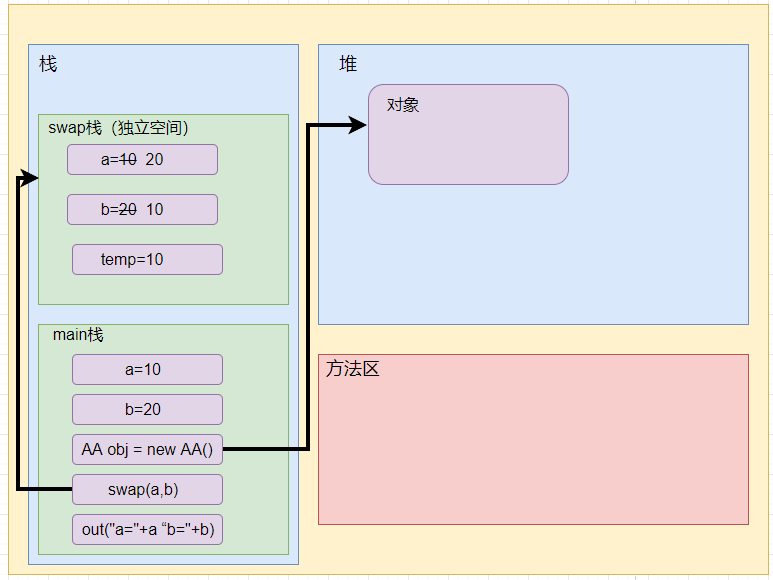 栈
swap栈（独立空间）
a=10 20
b=20 10
temp=10
main栈
a=10
b=20
AA obj = new AA()
swap(a,b)
out("a="+a “b="+b)
堆
对象
方法区